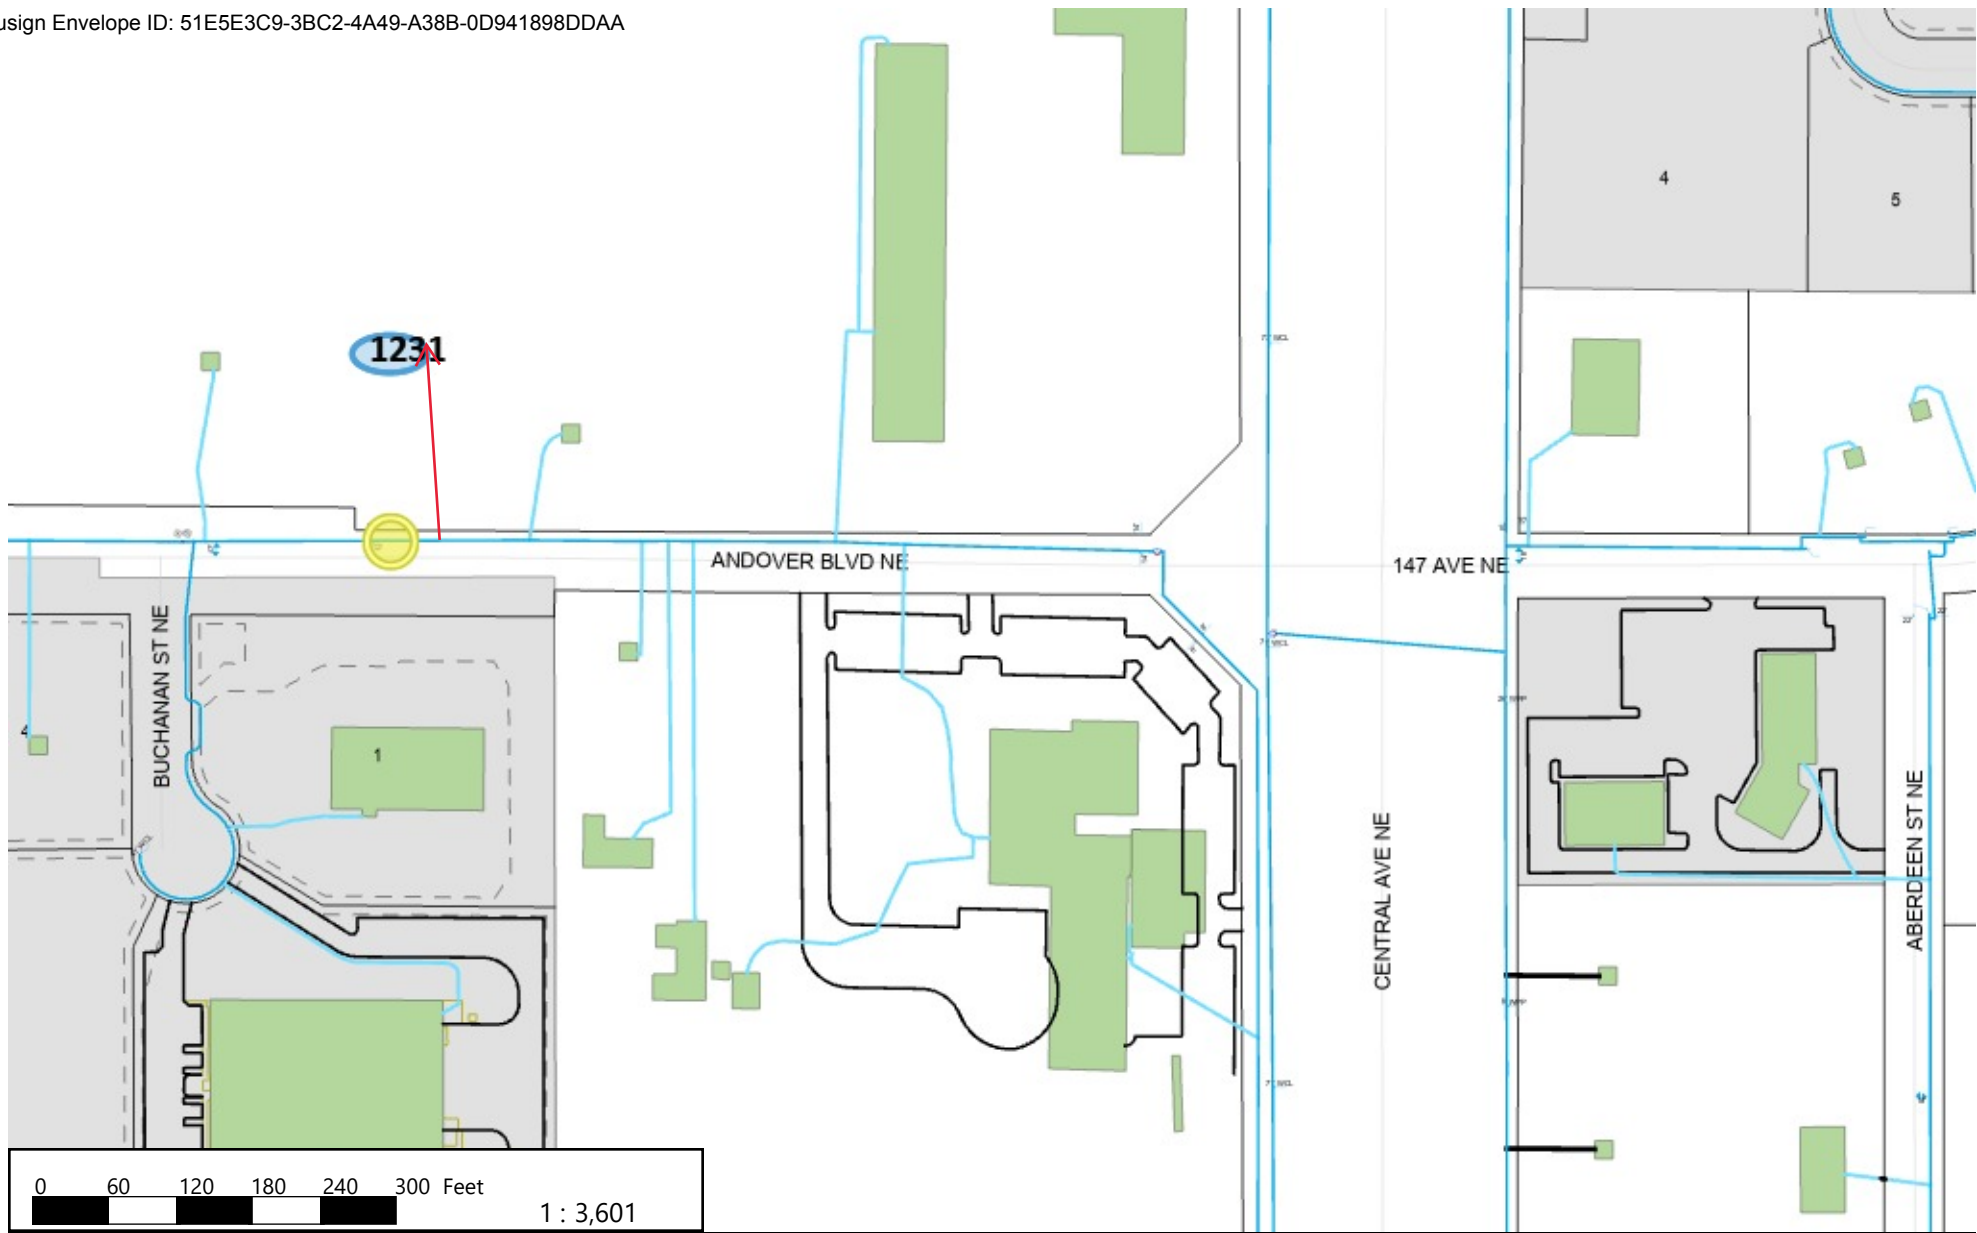 usign Envelope ID: 51E5E3C9-3BC2-4A49-A38B-0D941898DDAA
4
5
1231
ANDOVER BLVD NE
147 AVE NE
BUCHANAN ST NE
4
1
CENTRAL AVE NE
ABERDEEN ST NE
0 60 120 180 240 300 Feet
1 : 3,601